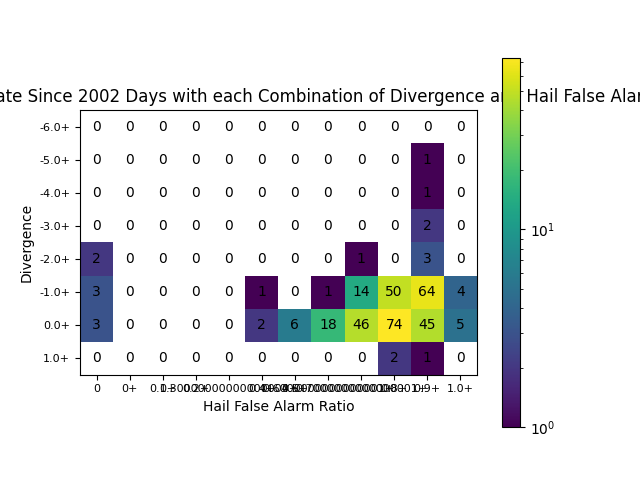 ate Since 2002 Days with each Combination of Divergence and Hail False Alar
Divergence
-6.0+ 0 0 0 0 0 0 0 0 0 0 0 0
-5.0+ 0 0 0 0 0 0 0 0 0 0 1 0
-4.0+ 0 0 0 0 0 0 0 0 0 0 1 0
-3.0+ 0 0 0 0 0 0 0 0 0 0 2 0
-2.0+ 2 0 0 0 0 0 0 0 1 0 3 0
-1.0+ 3 0 0 0 0 1 0 1 14 50 64 4
0.0+ 3 0 0 0 0 2 6 18 46 74 45 5
1.0+ 0 0 0 0 0 0 0 0 0 2 1 0
0 0+ 1.0+
Hail False Alarm Ratio
10¹
10⁰